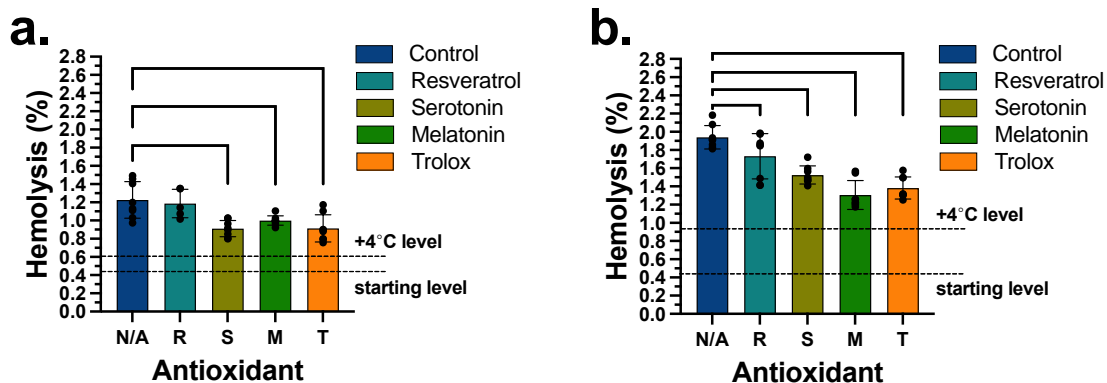 a.
Hemolysis (%)
2.8
2.6
2.4
2.2
2.0
1.8
1.6
1.4
1.2
1.0
0.8
0.6
0.4
0.2
0.0
Control
Resveratrol
Serotonin
Melatonin
Trolox
+4°C level
starting level
N/A R S M T
Antioxidant
b.
Hemolysis (%)
2.8
2.6
2.4
2.2
2.0
1.8
1.6
1.4
1.2
1.0
0.8
0.6
0.4
0.2
0.0
Control
Resveratrol
Serotonin
Melatonin
Trolox
+4°C level
starting level
N/A R S M T
Antioxidant